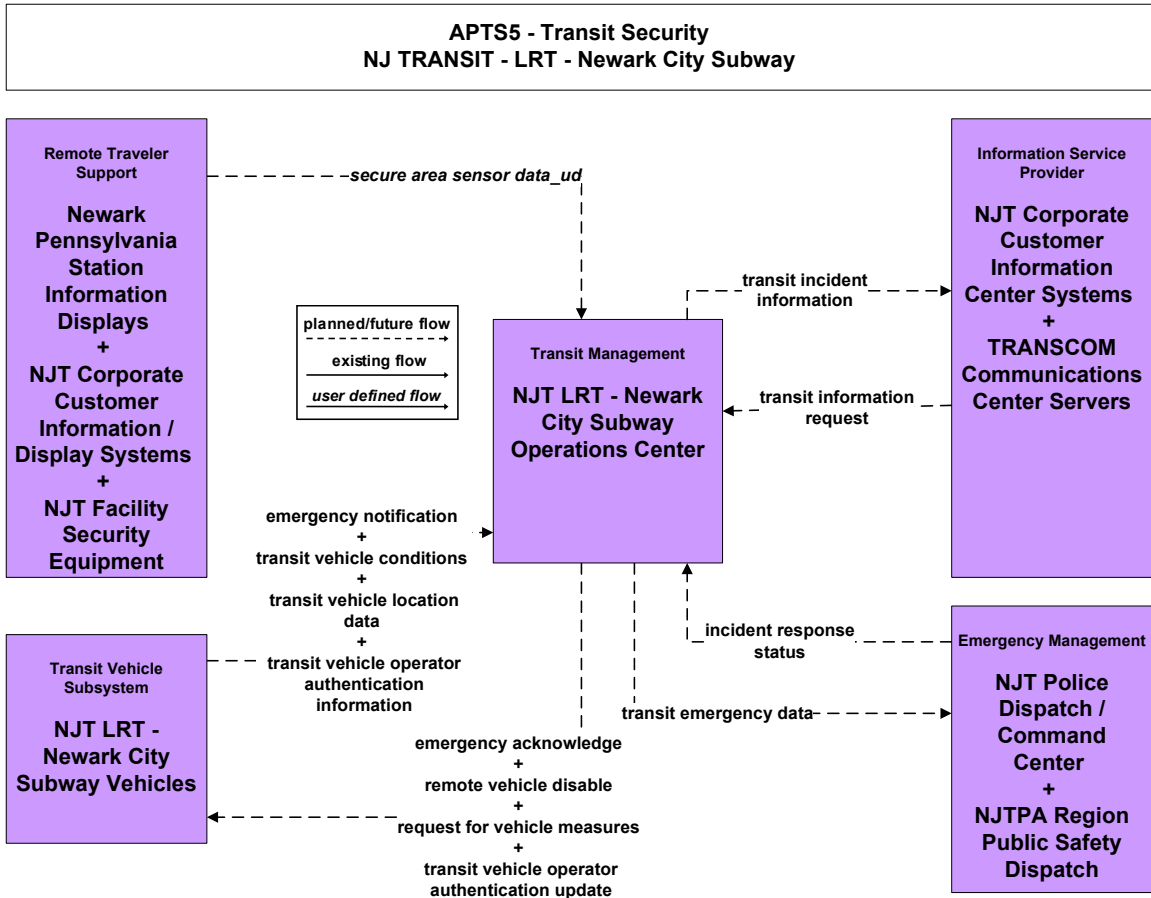 APTS5 - Transit Security
NJ TRANSIT - LRT - Newark City Subway
Remote Traveler
Support
Newark
Pennsylvania
Station
Information
Displays
+
NJT Corporate
Customer
Information /
Display Systems
+
NJT Facility
Security
Equipment
secure area sensor data_ud
planned/future flow
existing flow
user defined flow
Transit Management
NJT LRT - Newark
City Subway
Operations Center
transit incident
information
transit information
request
Information Service
Provider
NJT Corporate
Customer
Information
Center Systems
+
TRANSCOM
Communications
Center Servers
emergency notification
+
transit vehicle conditions
+
transit vehicle location
data
+
transit vehicle operator
authentication
information
Transit Vehicle
Subsystem
NJT LRT -
Newark City
Subway Vehicles
emergency acknowledge
+
remote vehicle disable
+
request for vehicle measures
+
transit vehicle operator
authentication update
incident response
status
transit emergency data
Emergency Management
NJT Police
Dispatch /
Command
Center
+
NJTPA Region
Public Safety
Dispatch